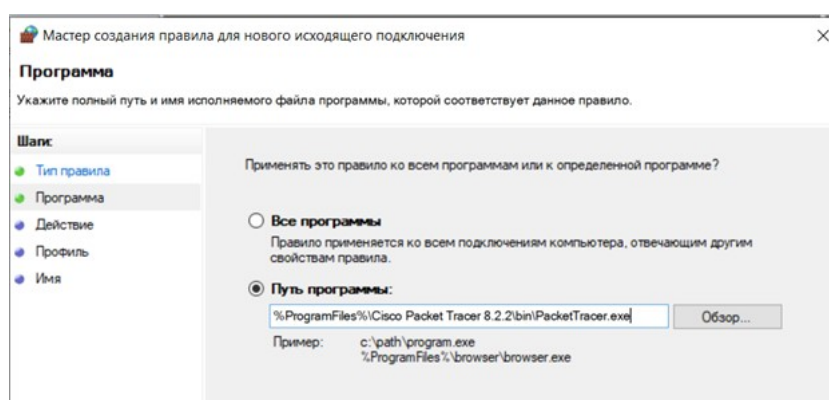 Мастер создания правила для нового исходящего подключения
Программа
Укажите полный путь и имя исполняемого файла программы, которой соответствует данное правило.
Шаги:
Тип правила
Программа
Действие
Профиль
Имя
Применять это правило ко всем программам или к определенной программе?
Все программы
Правило применяется ко всем подключениям компьютера, отвечающим другим
свойствам правила.
Путь программы:
%ProgramFiles%\Cisco Packet Tracer 8.2.2\bin\PacketTracer.exe
Обзор...
Пример:
c:\path\program.exe
%ProgramFiles%\browser\browser.exe